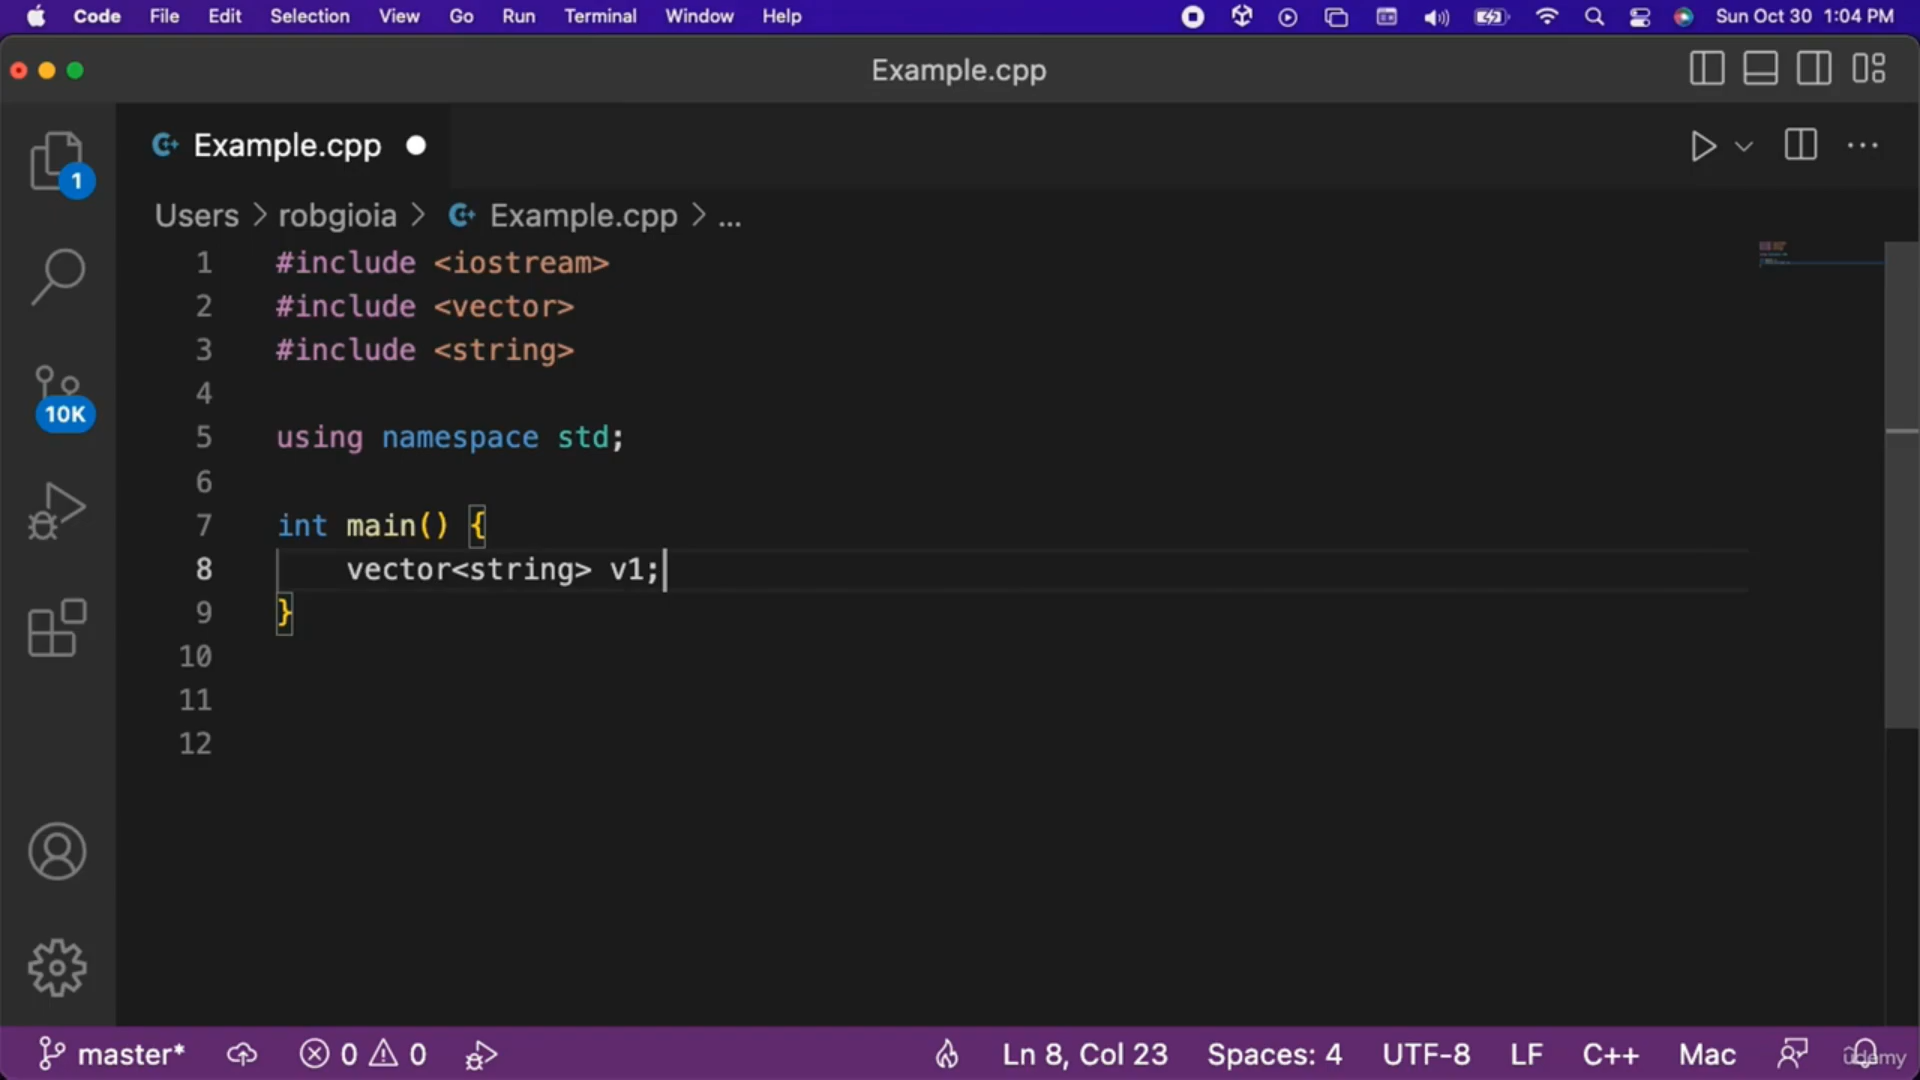 Code File Edit Selection View Go Run Terminal Window Help Sun Oct 30 1:04 PM
Example.cpp
Example.cpp
1
Users > robgioia > Example.cpp > ...
1 #include <iostream>
2 #include <vector>
3 #include <string>
4
10K
5 using namespace std;
6
7 int main() {
8 vector<string> v1;
9 }
10
11
12
master* 0 0 Ln 8, Col 23 Spaces: 4 UTF-8 LF C++ Mac
udemy